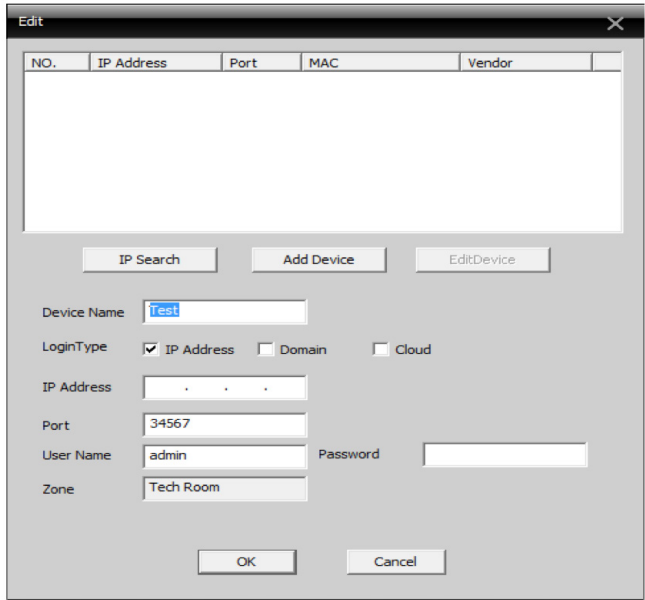 Edit
NO. IP Address Port MAC Vendor
IP Search Add Device EditDevice
Device Name Test
LoginType IP Address Domain Cloud
IP Address . . .
Port 34567
User Name admin Password
Zone Tech Room
OK Cancel